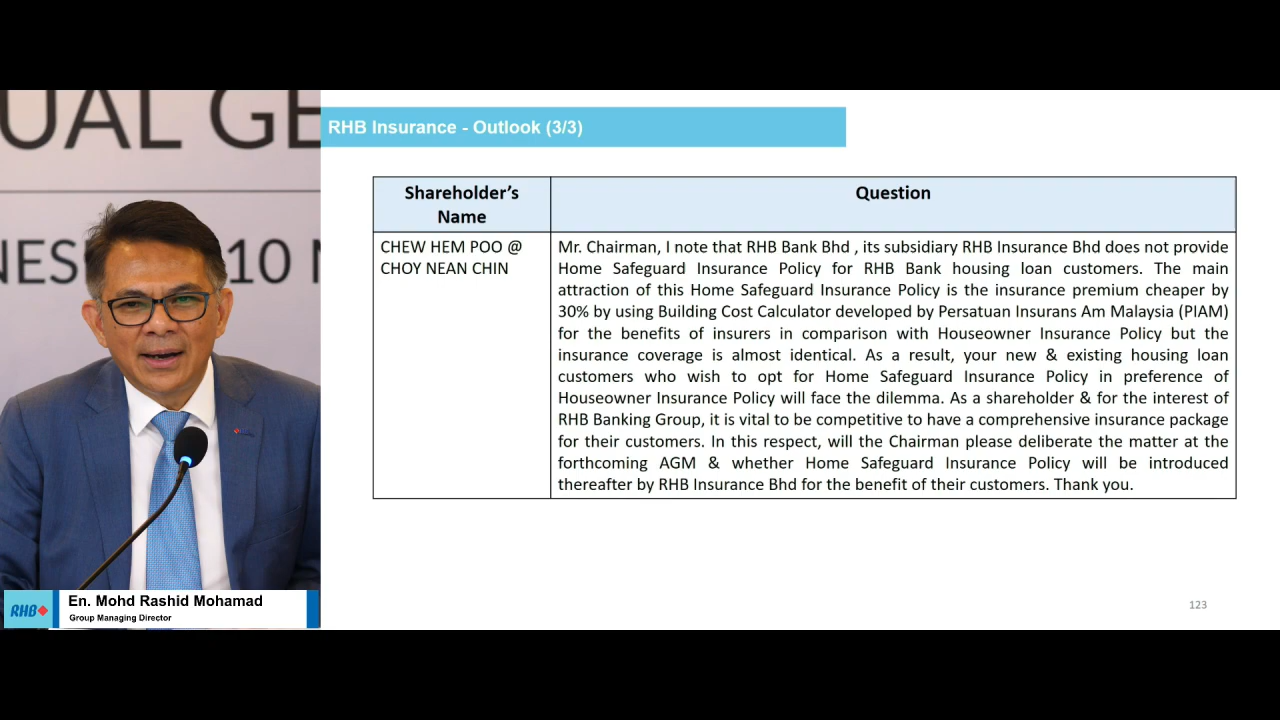 UAL GE
NES
10
RHB Insurance - Outlook (3/3)
Shareholder's
Name
Question
CHEW HEM POO @
CHOY NEAN CHIN
Mr. Chairman, I note that RHB Bank Bhd , its subsidiary RHB Insurance Bhd does not provide
Home Safeguard Insurance Policy for RHB Bank housing loan customers. The main
attraction of this Home Safeguard Insurance Policy is the insurance premium cheaper by
30% by using Building Cost Calculator developed by Persatuan Insurans Am Malaysia (PIAM)
for the benefits of insurers in comparison with Houseowner Insurance Policy but the
insurance coverage is almost identical. As a result, your new & existing housing loan
customers who wish to opt for Home Safeguard Insurance Policy in preference of
Houseowner Insurance Policy will face the dilemma. As a shareholder & for the interest of
RHB Banking Group, it is vital to be competitive to have a comprehensive insurance package
for their customers. In this respect, will the Chairman please deliberate the matter at the
forthcoming AGM & whether Home Safeguard Insurance Policy will be introduced
thereafter by RHB Insurance Bhd for the benefit of their customers. Thank you.
RHB
En. Mohd Rashid Mohamad
Group Managing Director
123